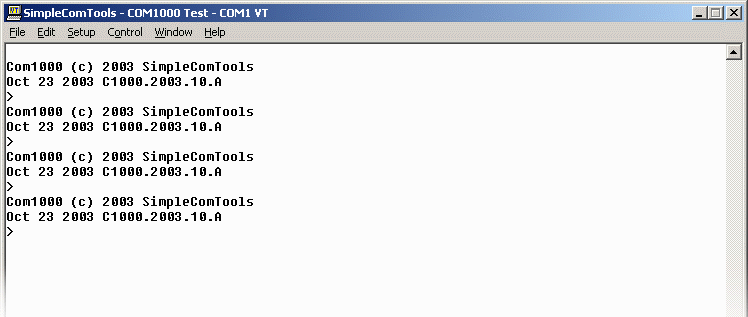 SimpleComTools - COM1000 Test - COM1 VT
File Edit Setup Control Window Help
Com1000 (c) 2003 SimpleComTools
Oct 23 2003 C1000.2003.10.A
>
Com1000 (c) 2003 SimpleComTools
Oct 23 2003 C1000.2003.10.A
>
Com1000 (c) 2003 SimpleComTools
Oct 23 2003 C1000.2003.10.A
>
Com1000 (c) 2003 SimpleComTools
Oct 23 2003 C1000.2003.10.A
>